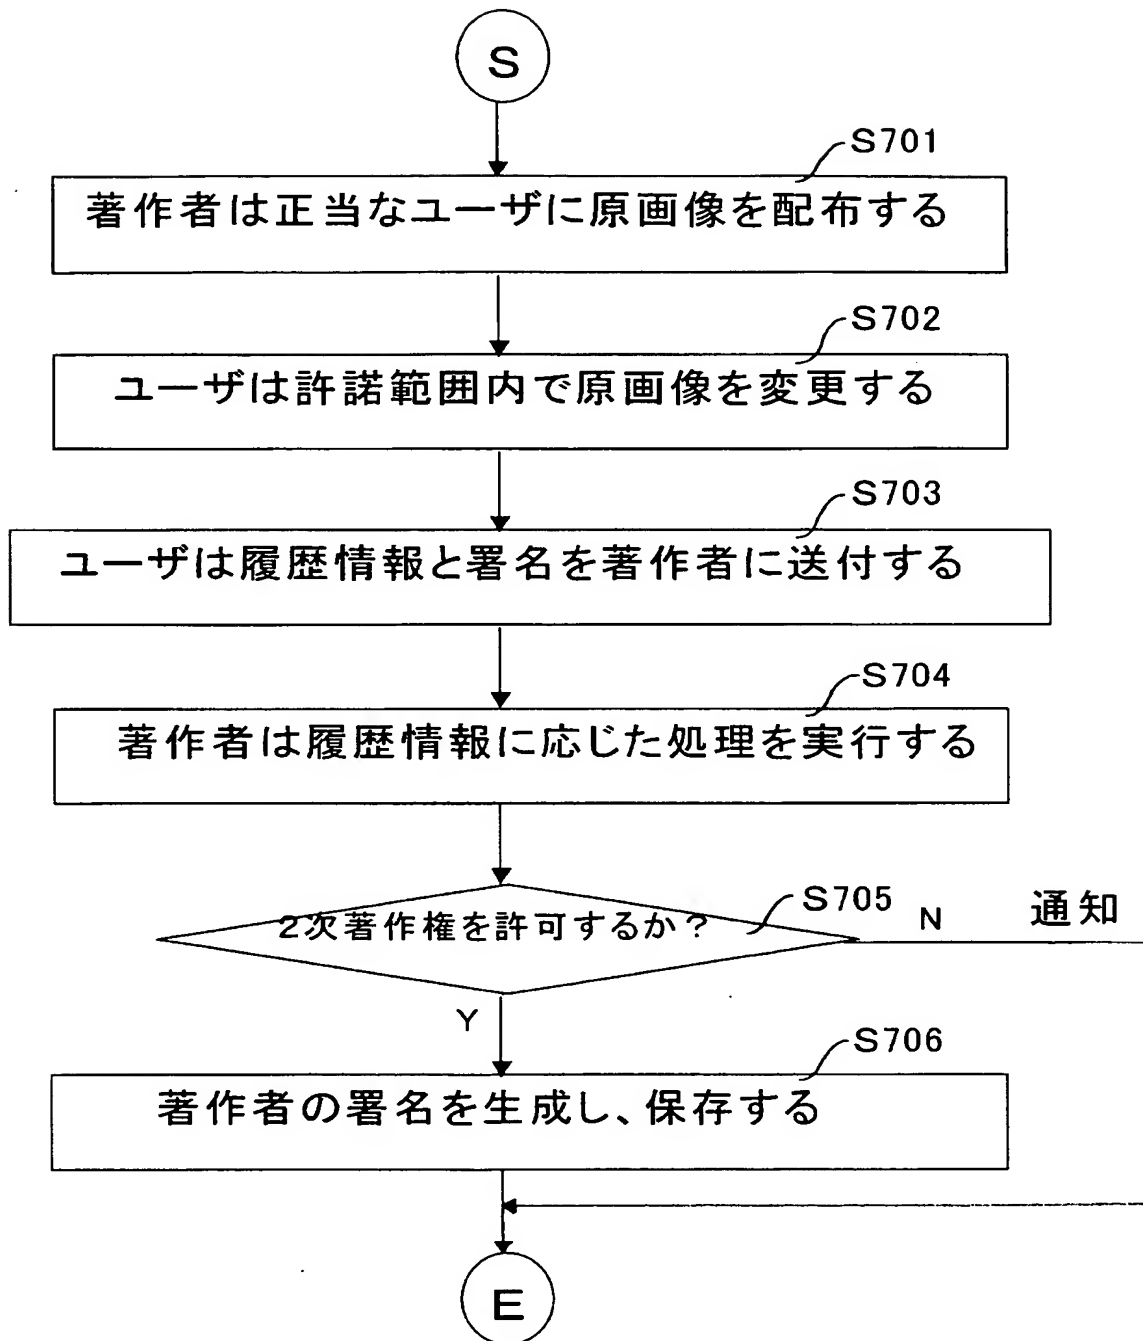 S
S701
著作者は正当なユーザに原画像を配布する
S702
ユーザは許諾範囲内で原画像を変更する
S703
ユーザは履歴情報と署名を著作者に送付する
S704
著作者は履歴情報に応じた処理を実行する
S705
2次著作権を許可するか？
N 通知
Y
S706
著作者の署名を生成し、保存する
E